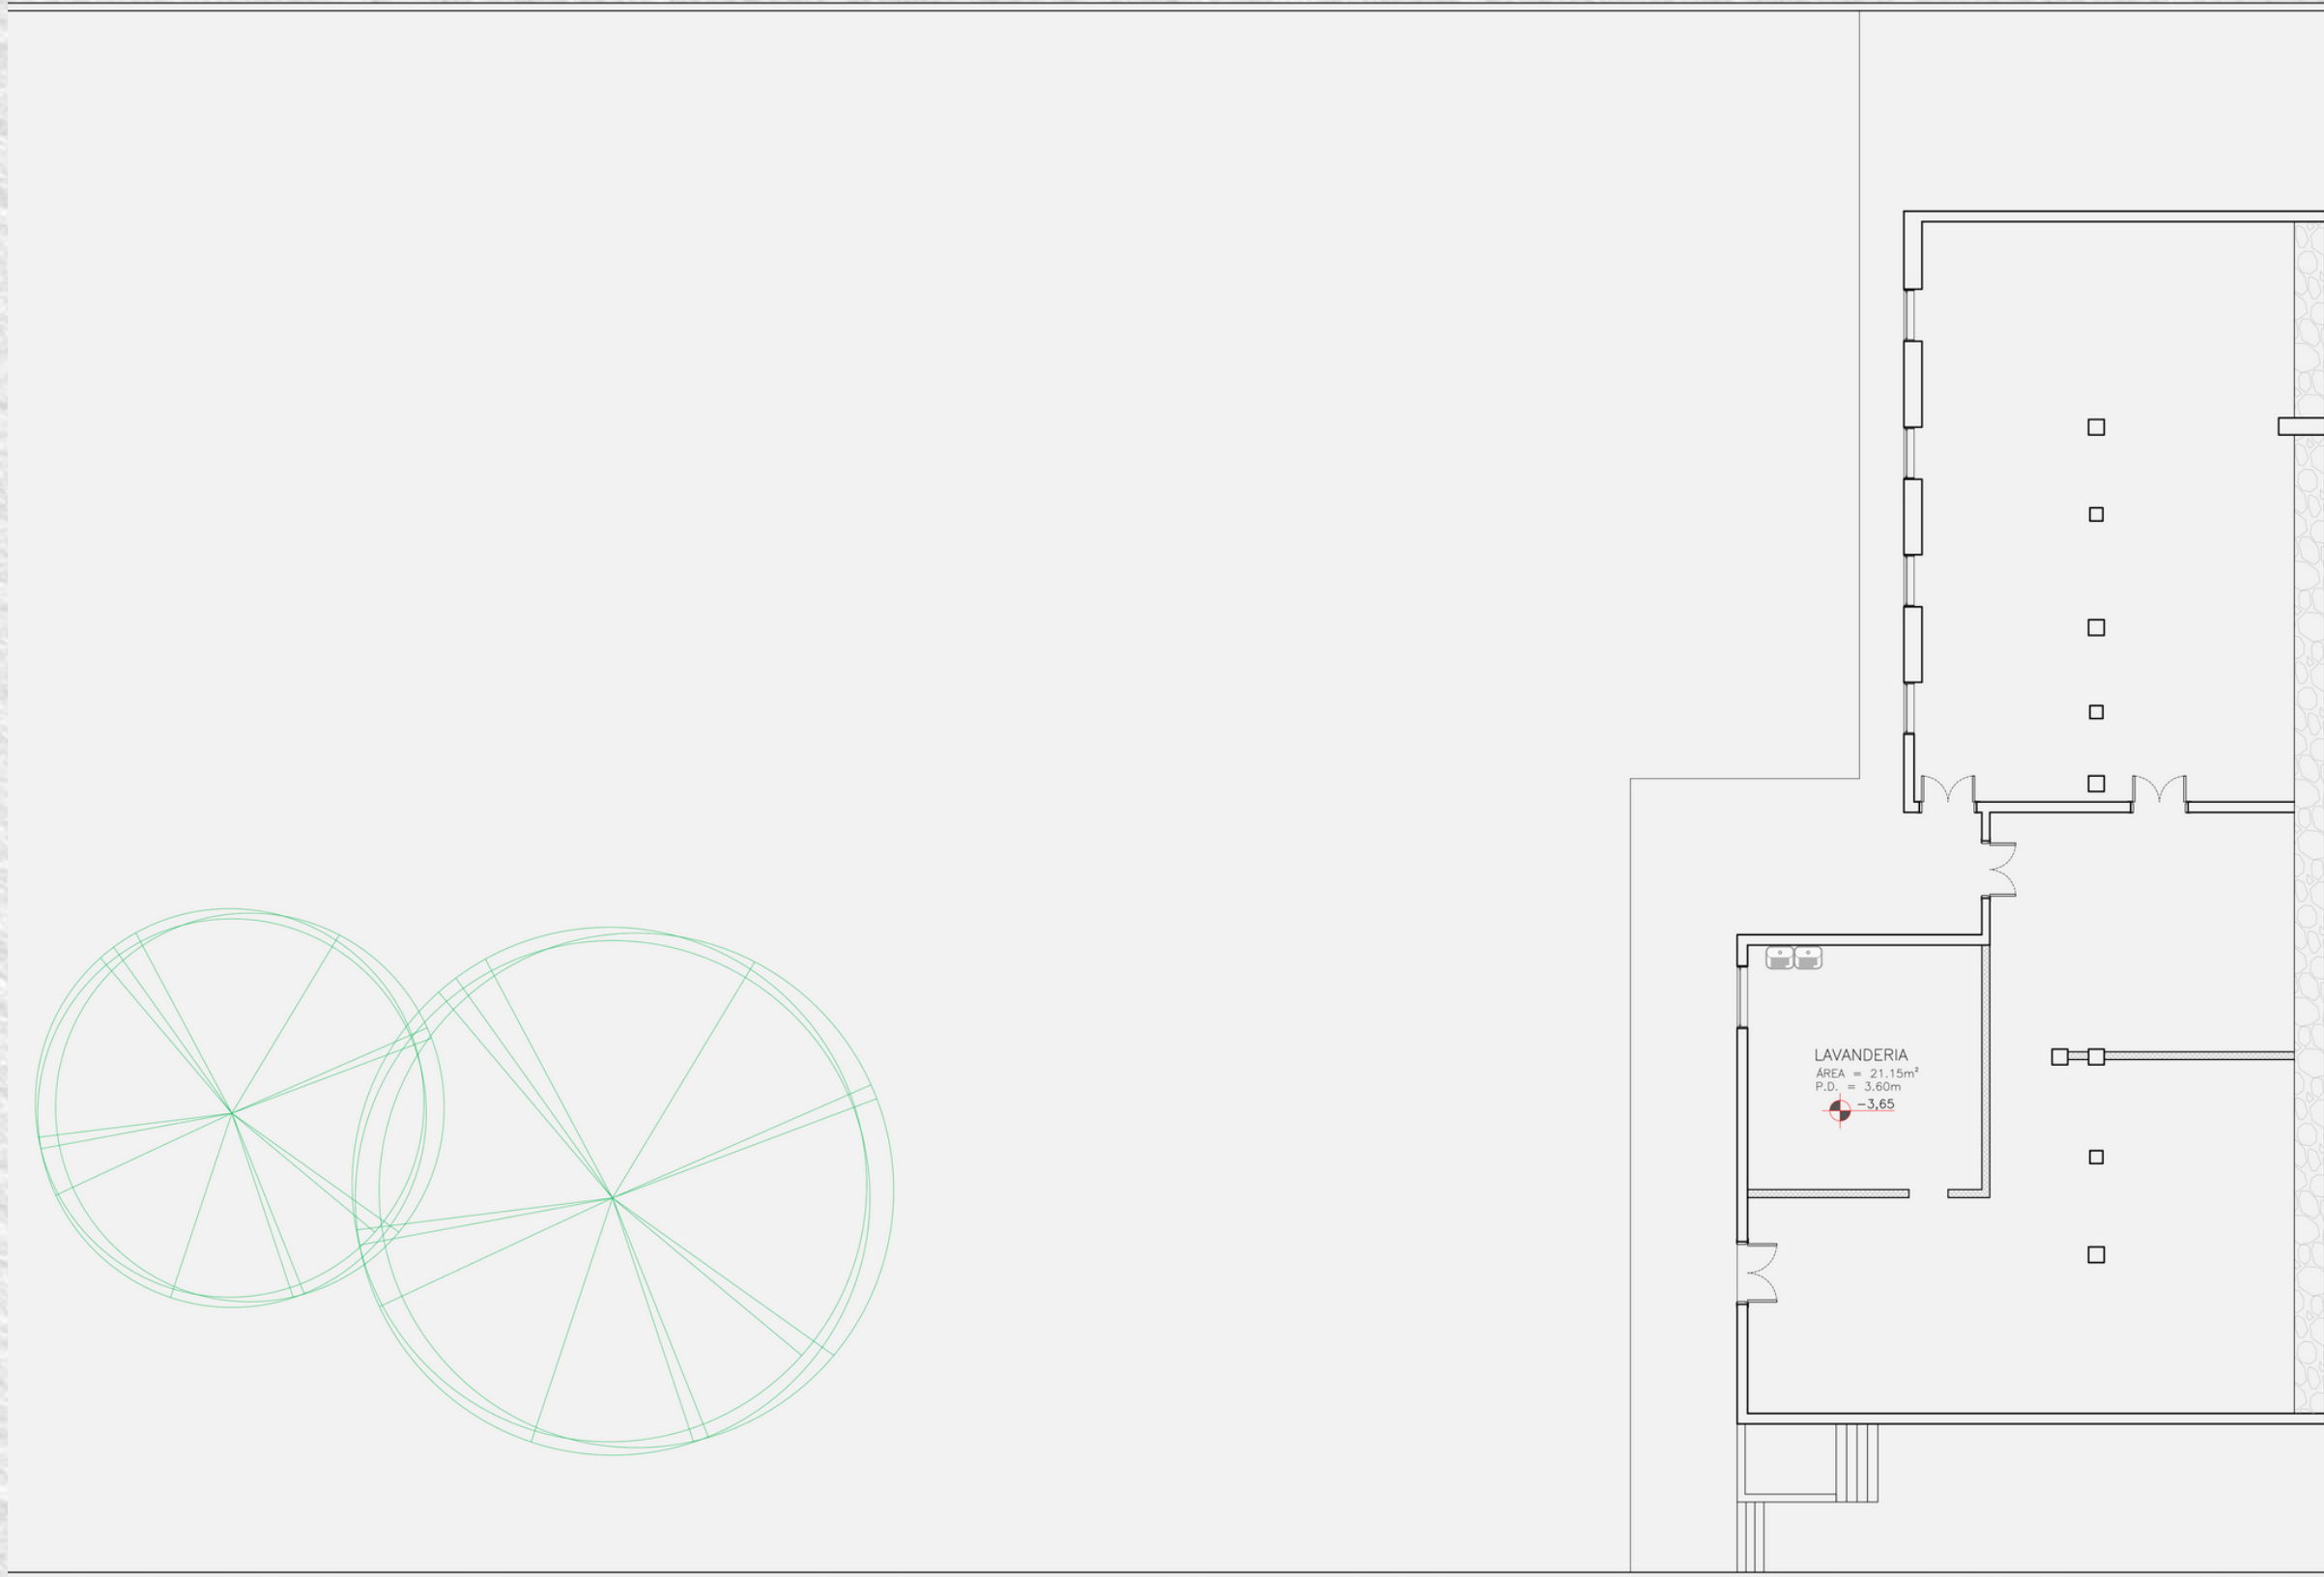 LAVANDERIA
ÁREA = 21.15m²
P.D. = 3.60m
-3,65